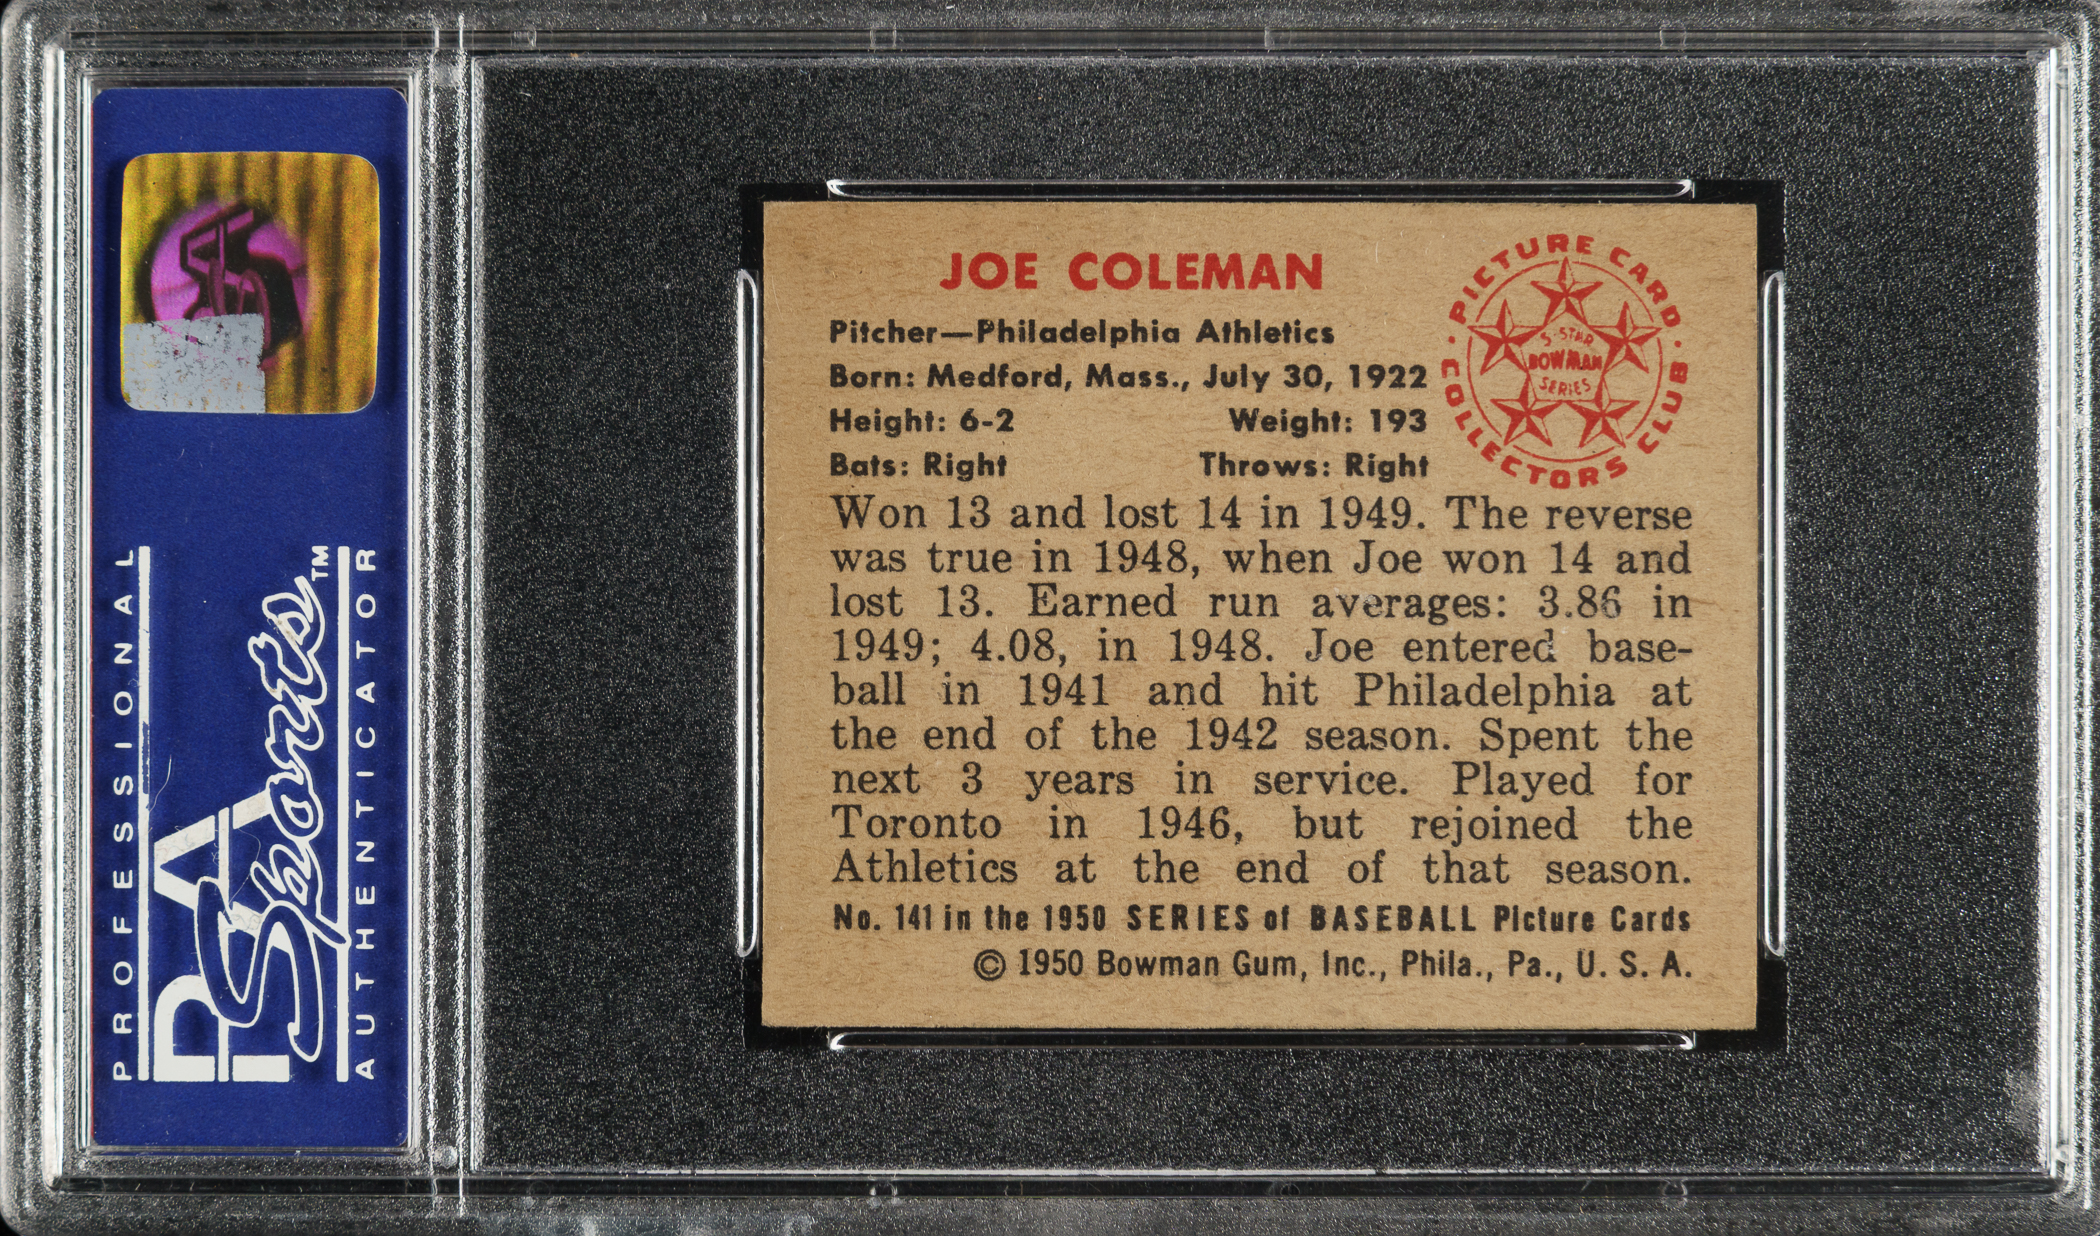 PROFESSIONAL
PSA
Sports™
AUTHENTICATOR
JOE COLEMAN
Pitcher—Philadelphia Athletics
Born: Medford, Mass., July 30, 1922
Height: 6-2 Weight: 193
Bats: Right Throws: Right
PICTURE CARD
COLLECTORS CLUB
5-STAR
BOWMAN
SERIES
Won 13 and lost 14 in 1949. The reverse
was true in 1948, when Joe won 14 and
lost 13. Earned run averages: 3.86 in
1949; 4.08, in 1948. Joe entered base-
ball in 1941 and hit Philadelphia at
the end of the 1942 season. Spent the
next 3 years in service. Played for
Toronto in 1946, but rejoined the
Athletics at the end of that season.
No. 141 in the 1950 SERIES of BASEBALL Picture Cards
© 1950 Bowman Gum, Inc., Phila., Pa., U. S. A.